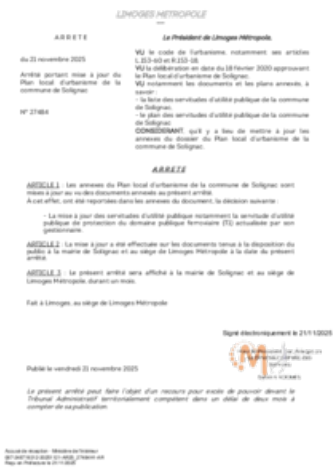 LIMOGES METROPOLE
ARRETE
du 21 novembre 2025
Arrêté portant mise à jour du
Plan local d'urbanisme de la
commune de Solignac
N° 27484
Le Président de Limoges Métropole,
VU le code de l'urbanisme, notamment ses articles
L.153-60 et R.153-18,
VU la délibération en date du 18 février 2020 approuvant
le Plan local d'urbanisme de Solignac,
VU notamment les documents et les plans annexés, à
savoir :
- la liste des servitudes d'utilité publique de la commune
de Solignac,
- le plan des servitudes d'utilité publique de la commune
de Solignac
CONSIDERANT, qu'il y a lieu de mettre à jour les
annexes du dossier du Plan local d'urbanisme de
Solignac.
ARRETE
ARTICLE 1 : Les annexes du Plan local d'urbanisme de la commune de Solignac sont
mises à jour au vu des documents annexés au présent arrêté.
A cet effet, ont été reportées dans les annexes du document, la décision suivante :
- La mise à jour des servitudes d'utilité publique notamment la servitude d'utilité
publique de protection du domaine public ferroviaire (T1) actualisée par son
gestionnaire.
ARTICLE 2 : La mise à jour a été effectuée sur les documents tenus à la disposition du
public à la mairie de Solignac et au siège de Limoges Métropole à la date du présent
arrêté.
ARTICLE 3 : Le présent arrêté sera affiché à la mairie de Solignac et au siège de
Limoges Métropole, durant un mois.
Fait à Limoges, au siège de Limoges Métropole
Signé électroniquement le 21/11/2025
Publié le vendredi 21 novembre 2025
Le présent arrêté peut faire l'objet d'un recours pour excès de pouvoir devant le
Tribunal Administratif territorialement compétent dans un délai de deux mois à
compter de sa publication.
Accusé de réception - Ministère de l'Intérieur
Reçu en Préfecture le 21/11/2025